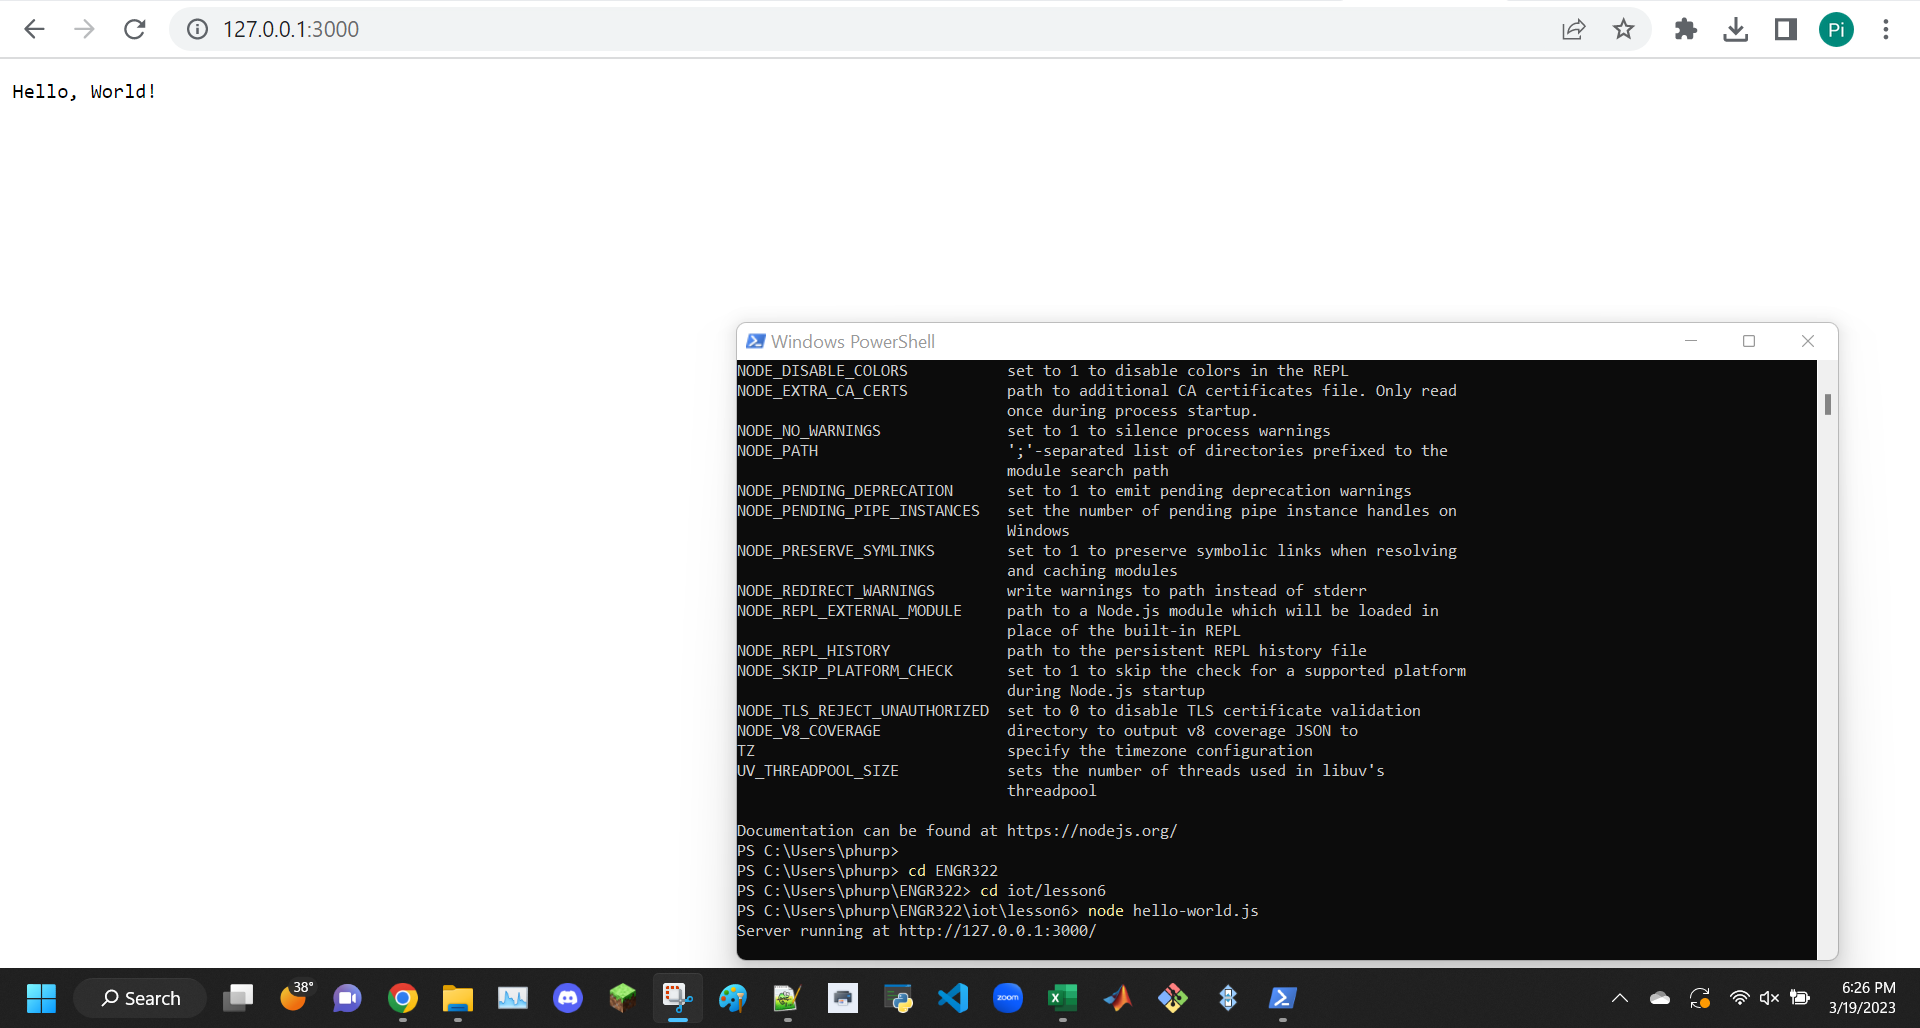 127.0.0.1:3000
Pi
Hello, World!
Windows PowerShell
NODE_DISABLE_COLORS           set to 1 to disable colors in the REPL
NODE_EXTRA_CA_CERTS           path to additional CA certificates file. Only read
                              once during process startup.
NODE_NO_WARNINGS              set to 1 to silence process warnings
NODE_PATH                     ';'-separated list of directories prefixed to the
                              module search path
NODE_PENDING_DEPRECATION      set to 1 to emit pending deprecation warnings
NODE_PENDING_PIPE_INSTANCES   set the number of pending pipe instance handles on
                              Windows
NODE_PRESERVE_SYMLINKS        set to 1 to preserve symbolic links when resolving
                              and caching modules
NODE_REDIRECT_WARNINGS        write warnings to path instead of stderr
NODE_REPL_EXTERNAL_MODULE     path to a Node.js module which will be loaded in
                              place of the built-in REPL
NODE_REPL_HISTORY             path to the persistent REPL history file
NODE_SKIP_PLATFORM_CHECK      set to 1 to skip the check for a supported platform
                              during Node.js startup
NODE_TLS_REJECT_UNAUTHORIZED  set to 0 to disable TLS certificate validation
NODE_V8_COVERAGE              directory to output v8 coverage JSON to
TZ                            specify the timezone configuration
UV_THREADPOOL_SIZE            sets the number of threads used in libuv's
                              threadpool
Documentation can be found at https://nodejs.org/
PS C:\Users\phurp>
PS C:\Users\phurp> cd ENGR322
PS C:\Users\phurp\ENGR322> cd iot/lesson6
PS C:\Users\phurp\ENGR322\iot\lesson6> node hello-world.js
Server running at http://127.0.0.1:3000/
Search
38°
zoom
6:26 PM
3/19/2023